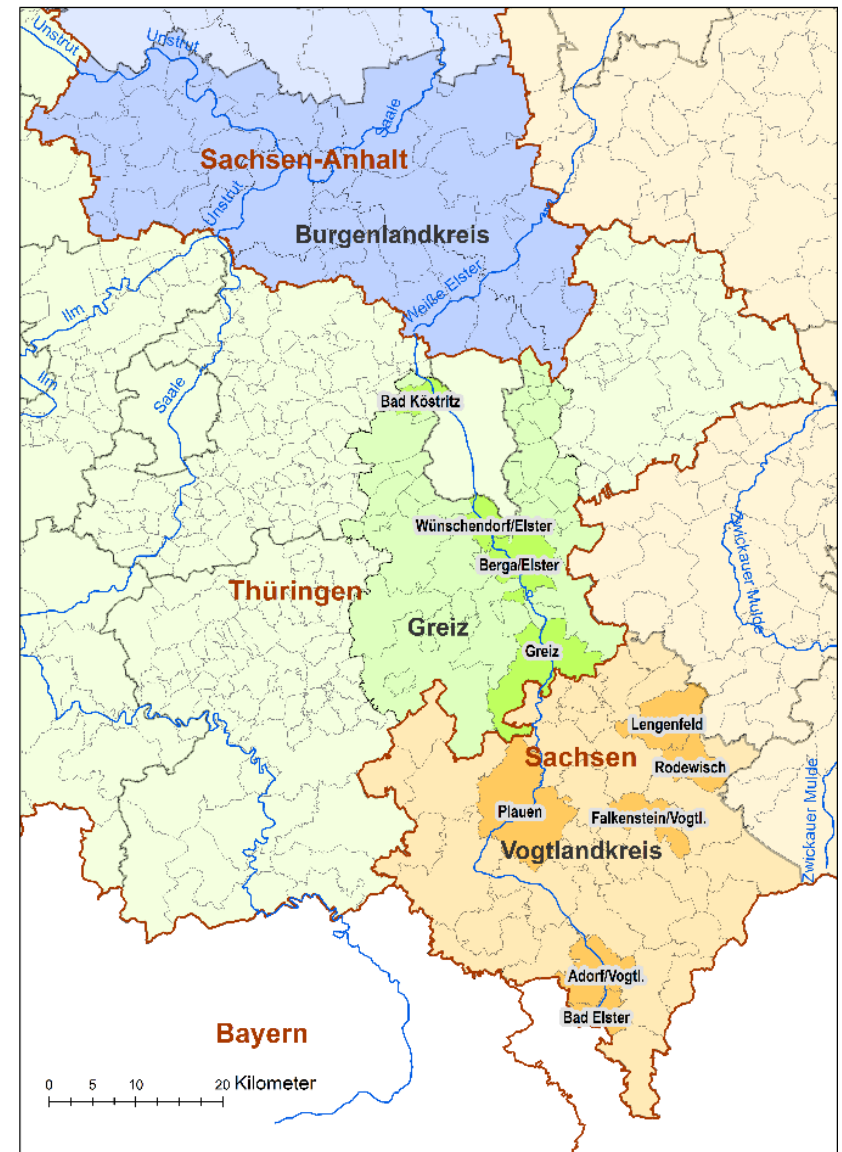 Unstrut
Unstrut
Saale
Sachsen-Anhalt
Unstrut
Burgenlandkreis
Weiße Elster
Ilm
Ilm
Saale
Bad Köstritz
Wünschendorf/Elster
Zwickauer Mulde
Berga/Elster
Thüringen
Greiz
Greiz
Lengenfeld
Sachsen
Rodewisch
Plauen
Falkenstein/Vogtl.
Zwickauer Mulde
Vogtlandkreis
Adorf/Vogtl.
Bad Elster
Bayern
0 5 10 20 Kilometer